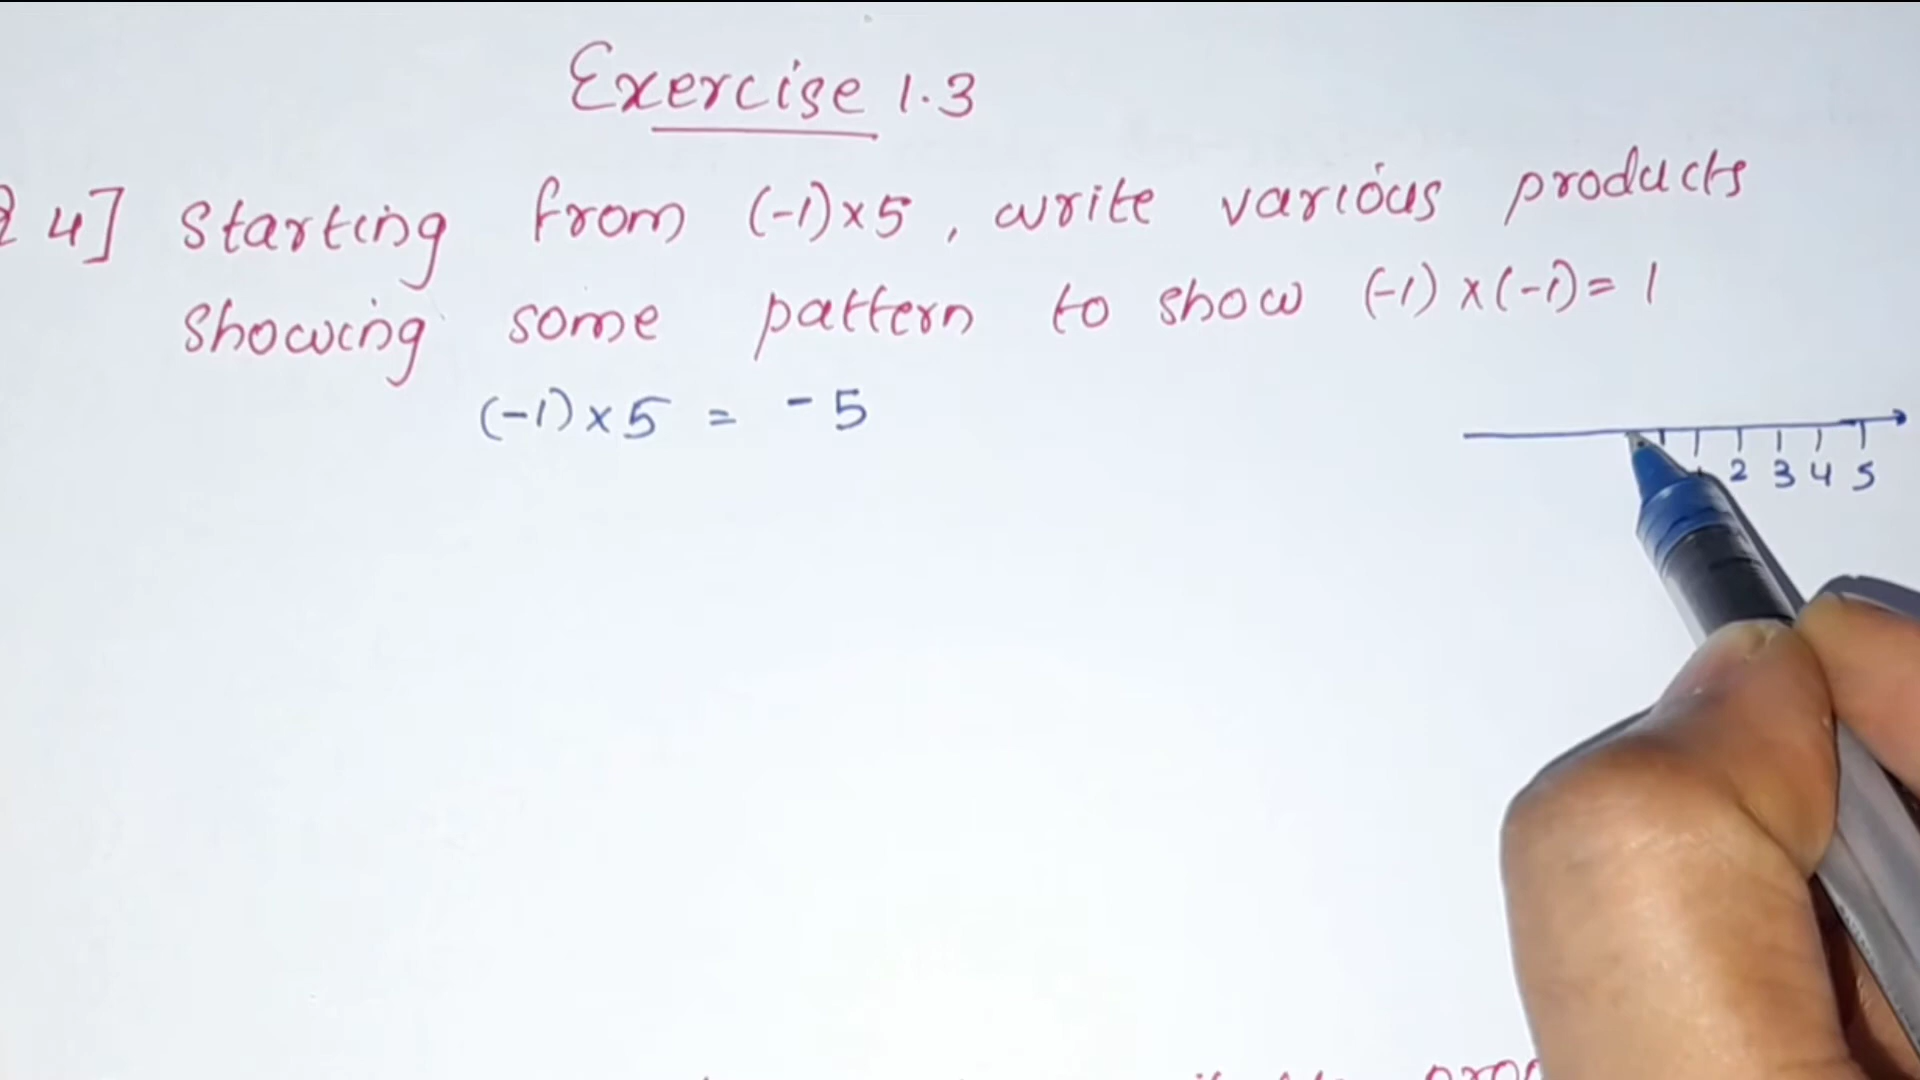 Exercise 1.3
4] Starting from (-1)×5, write various products
showing some pattern to show (-1)×(-1)=1
(-1)×5 = -5
2 3 4 5